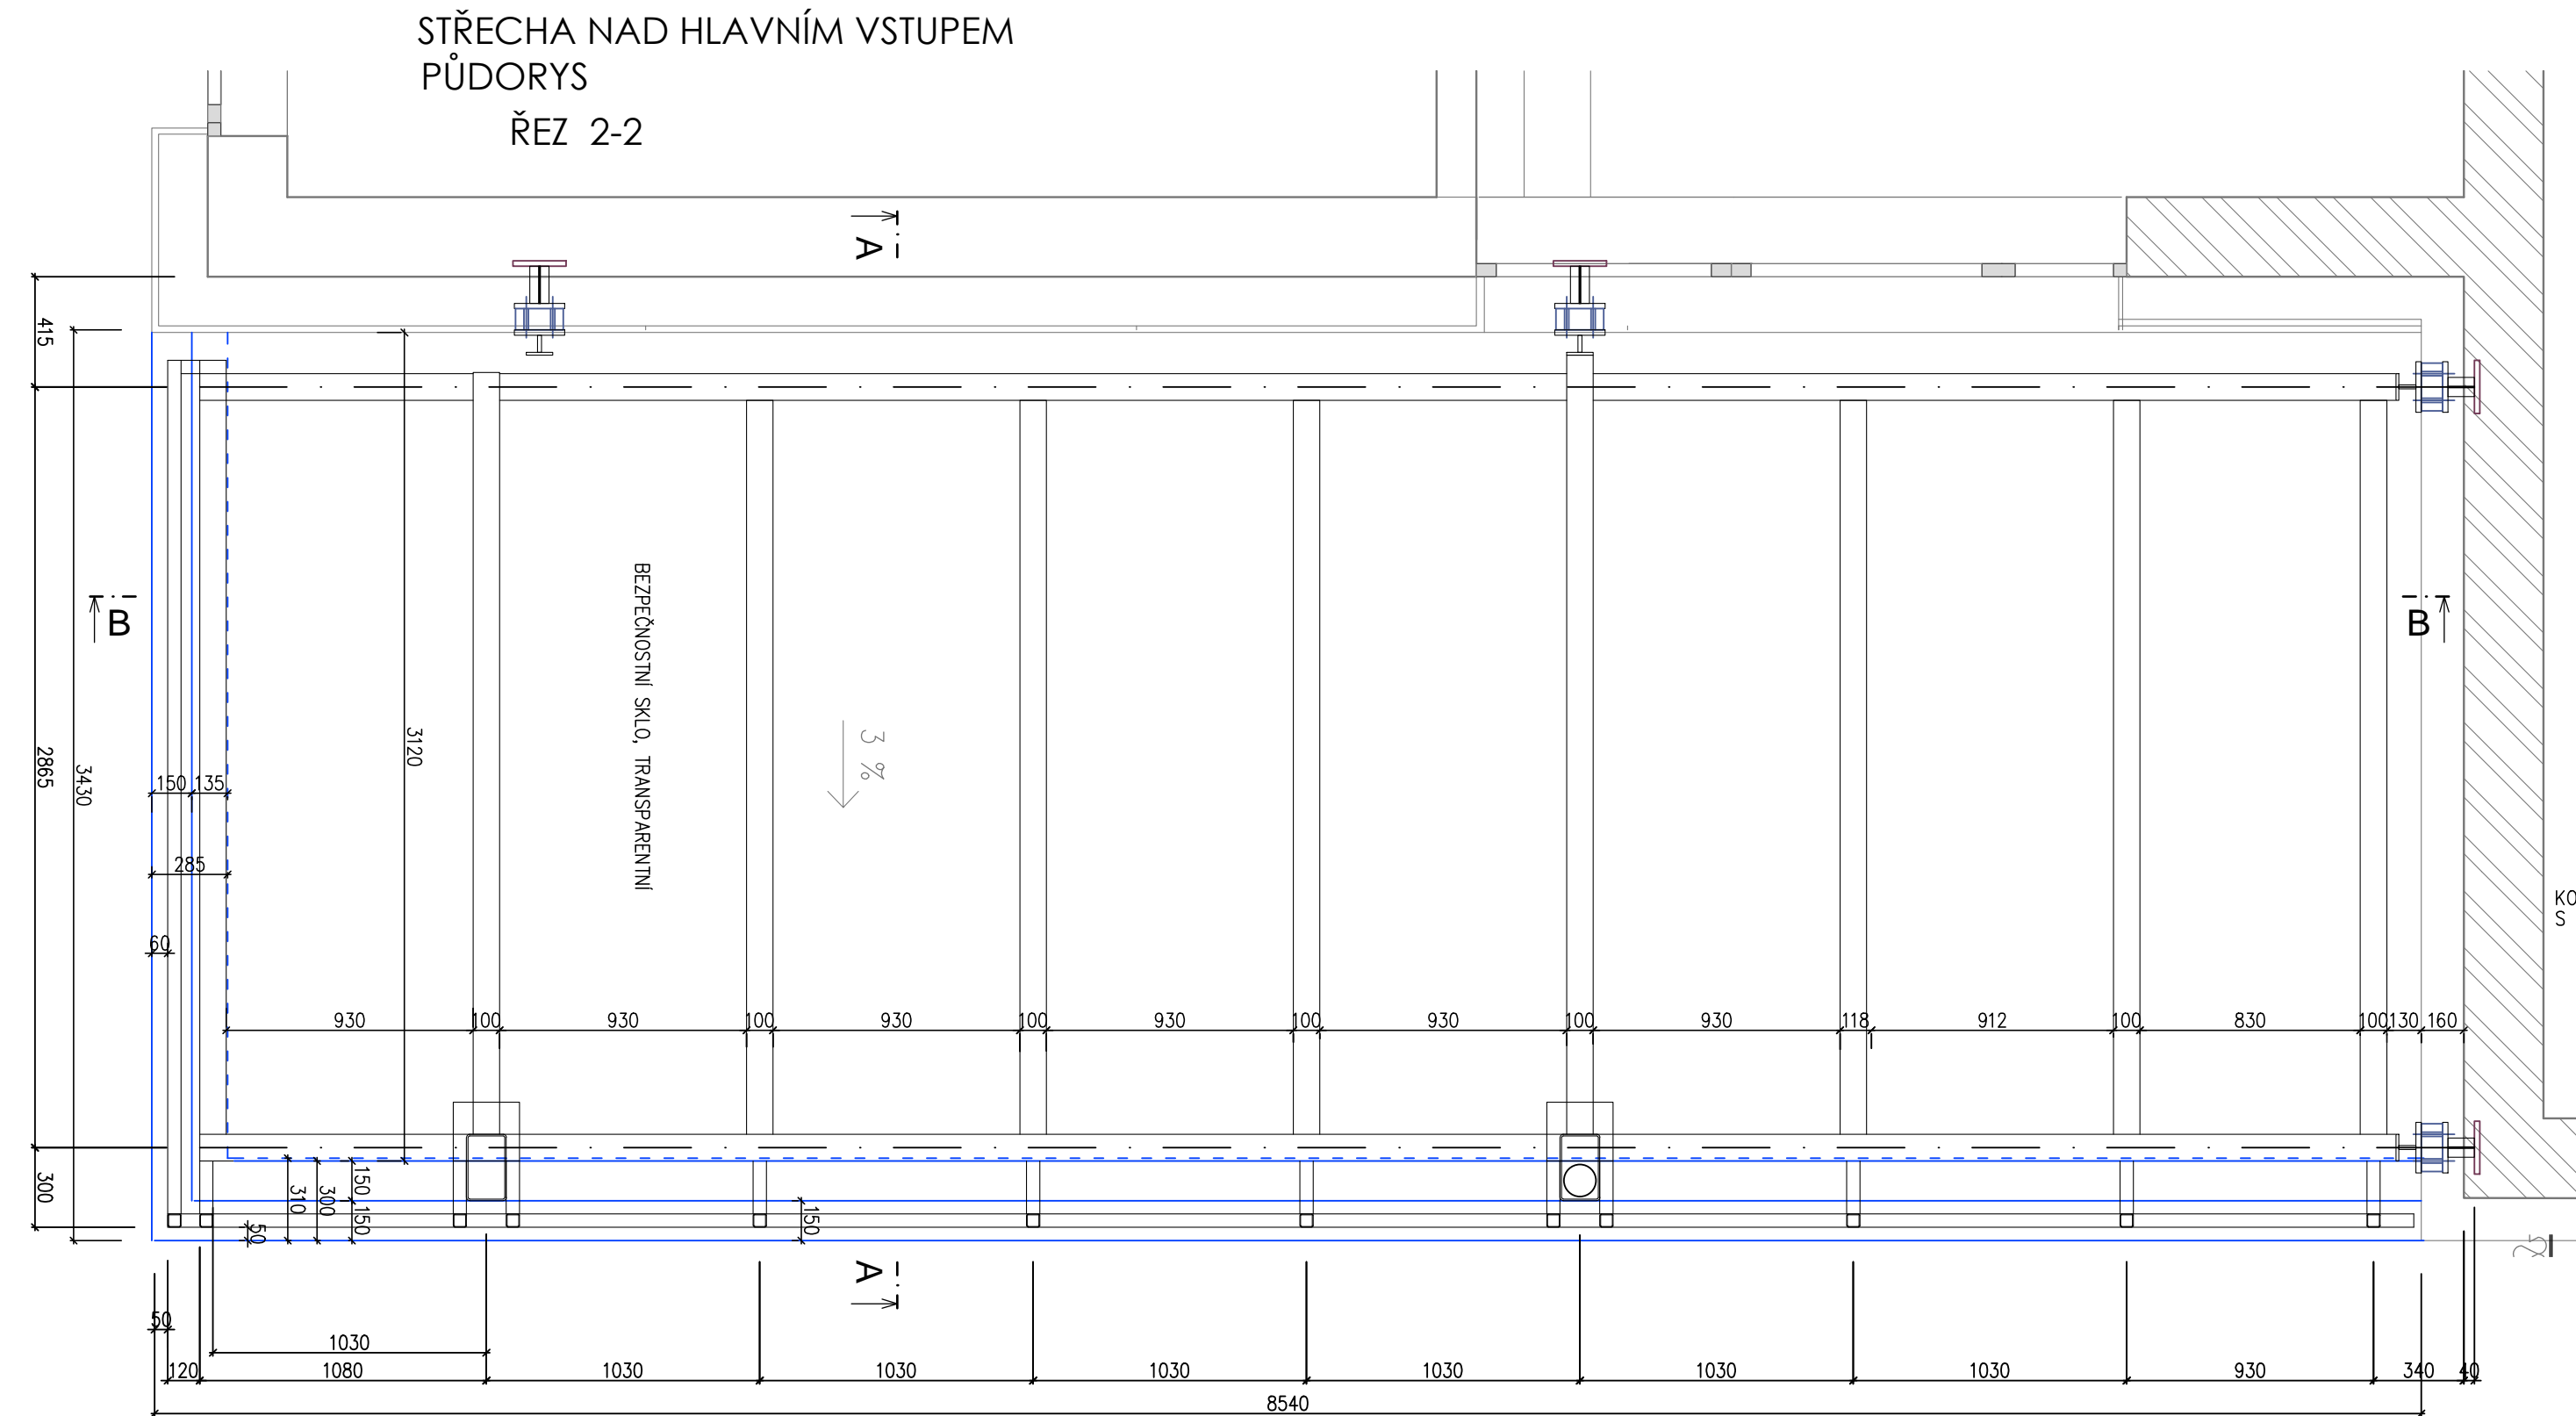 STŘECHA NAD HLAVNÍM VSTUPEM
PŮDORYS
ŘEZ 2-2
A
415
B
B
BEZPEČNOSTNÍ SKLO, TRANSPARENTNÍ
3 %
3120
2865
3430
150 135
285
KO
S
60
930 100 930 100 930 100 930 100 930 100 930 118 912 100 830 100 130 160
300
310 300 150 150 150
50
A
50
1030
120 1080 1030 1030 1030 1030 1030 1030 930 340 40
8540